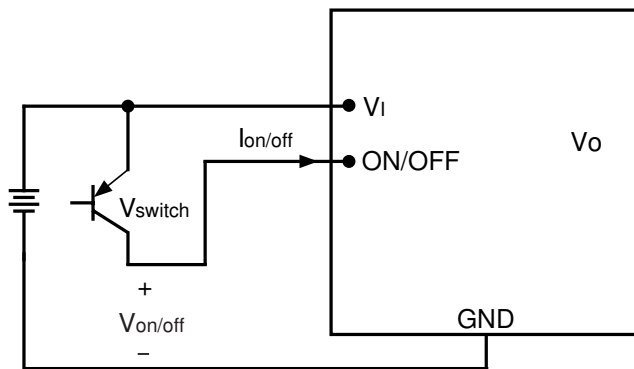 VI
Vo
Ion/off
ON/OFF
Vswitch
+
Von/off
–
GND